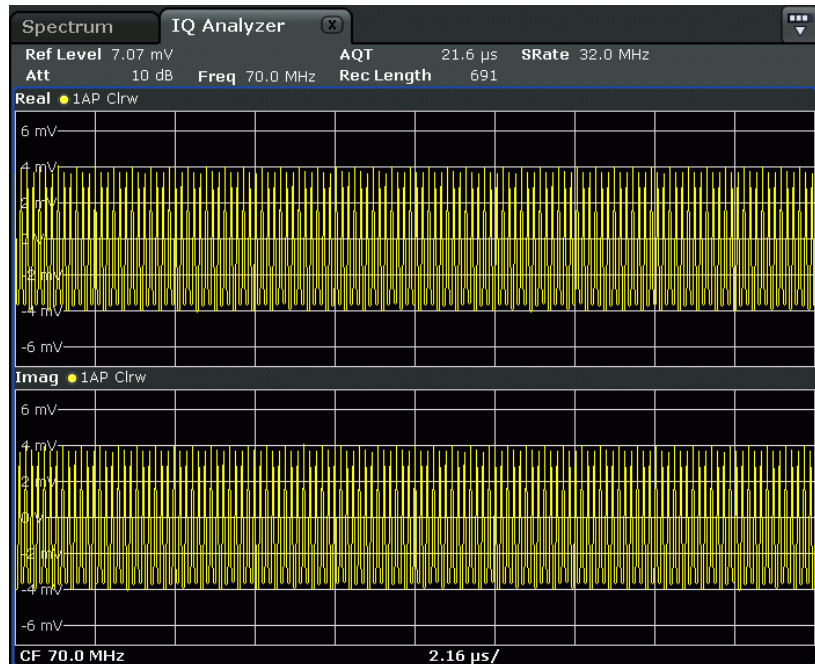 Spectrum IQ Analyzer X
Ref Level 7.07 mV AQT 21.6 µs SRate 32.0 MHz
Att 10 dB Freq 70.0 MHz Rec Length 691
Real 1AP Clrw
6 mV
4 mV
2 mV
0 V
-2 mV
-4 mV
-6 mV
Imag 1AP Clrw
6 mV
4 mV
2 mV
0 V
-2 mV
-4 mV
-6 mV
CF 70.0 MHz 2.16 µs/